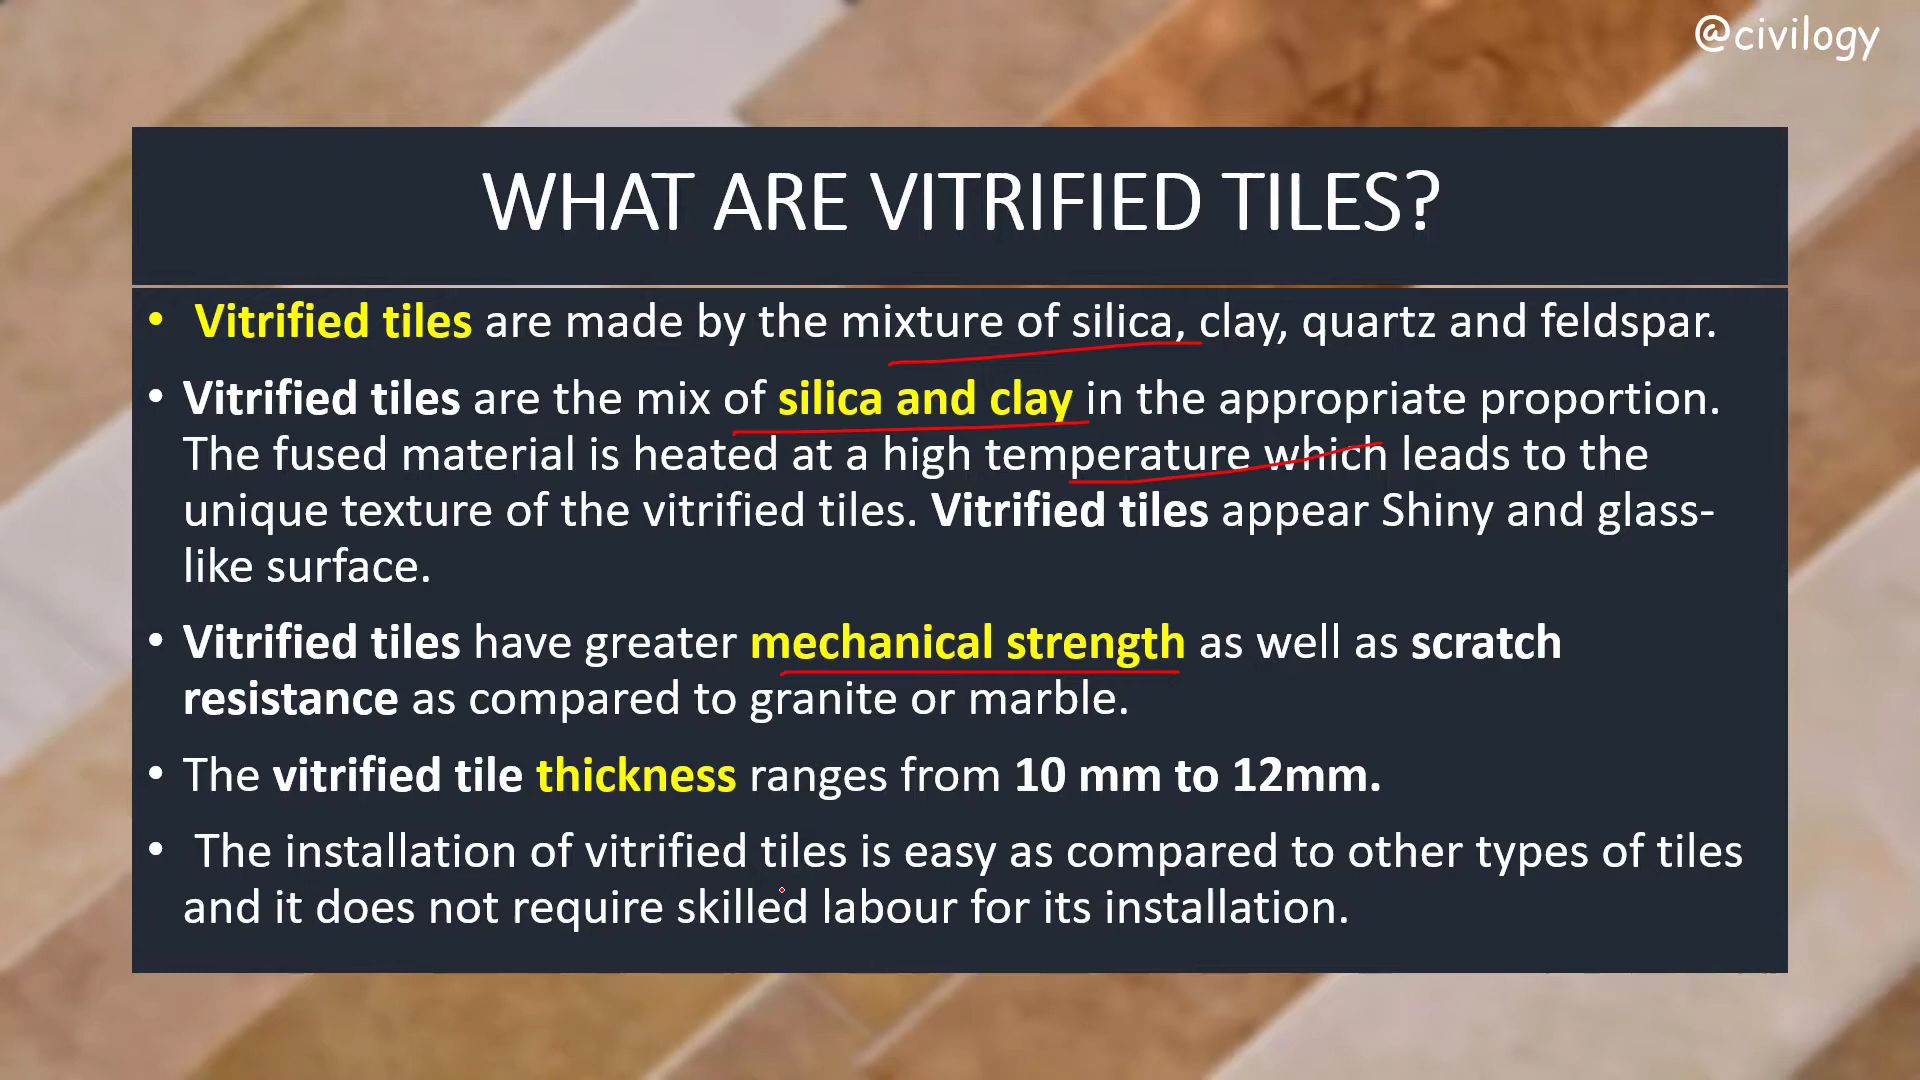 @civilogy
WHAT ARE VITRIFIED TILES?
• Vitrified tiles are made by the mixture of silica, clay, quartz and feldspar.
• Vitrified tiles are the mix of silica and clay in the appropriate proportion.
The fused material is heated at a high temperature which leads to the
unique texture of the vitrified tiles. Vitrified tiles appear Shiny and glass-
like surface.
• Vitrified tiles have greater mechanical strength as well as scratch
resistance as compared to granite or marble.
• The vitrified tile thickness ranges from 10 mm to 12mm.
• The installation of vitrified tiles is easy as compared to other types of tiles
and it does not require skilled labour for its installation.